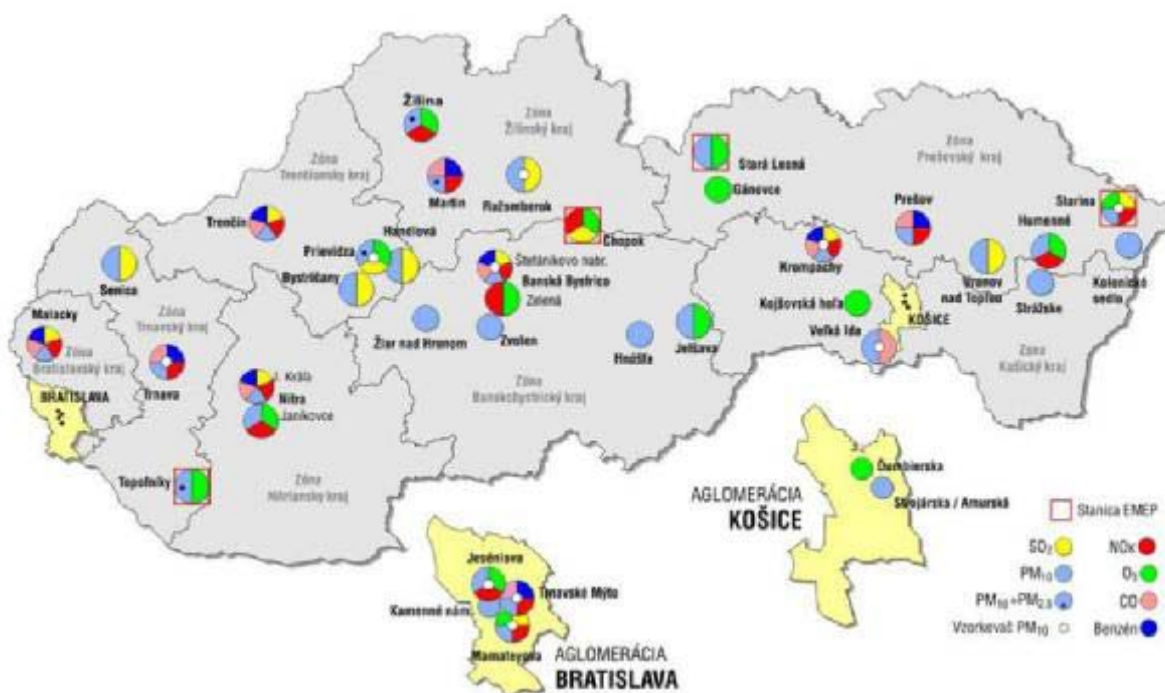 Žilina
Zóna
Žilinský kraj
Zóna
Trenčiansky kraj
Martin
Ružomberok
Stará Lesná
Gánovce
Zóna
Prešovský kraj
Prešov
Starina
Humenné
Trenčín
Handlová
Prievidza
Bystričany
Chopok
Štefánikovo nabr.
Banská Bystrica
Zelená
Krompachy
Kolonické
sedlo
Vranov
nad Topľou
Strážske
Senica
Kojšovská hoľa
KOŠICE
Veľká Ida
Malacky
Zóna
Trnavský kraj
Zóna
Bratislavský kraj
Žiar nad Hronom
Zvolen
Hnúšťa
Jelšava
Zóna
Košický kraj
BRATISLAVA
Trnava
J. Kráľa
Nitra
Janíkovce
Zóna
Banskobystrický kraj
Topoľníky
Zóna
Nitriansky kraj
AGLOMERÁCIA
KOŠICE
Ďumbierska
Strojárska / Amurská
Stanica EMEP
SO2 NOx
PM10 O3
PM10+PM2,5 CO
Vzorkevač PM10 Benzén
Jeséniova
Trnavské Mýto
Kamenné nám.
Mamateyova
AGLOMERÁCIA
BRATISLAVA